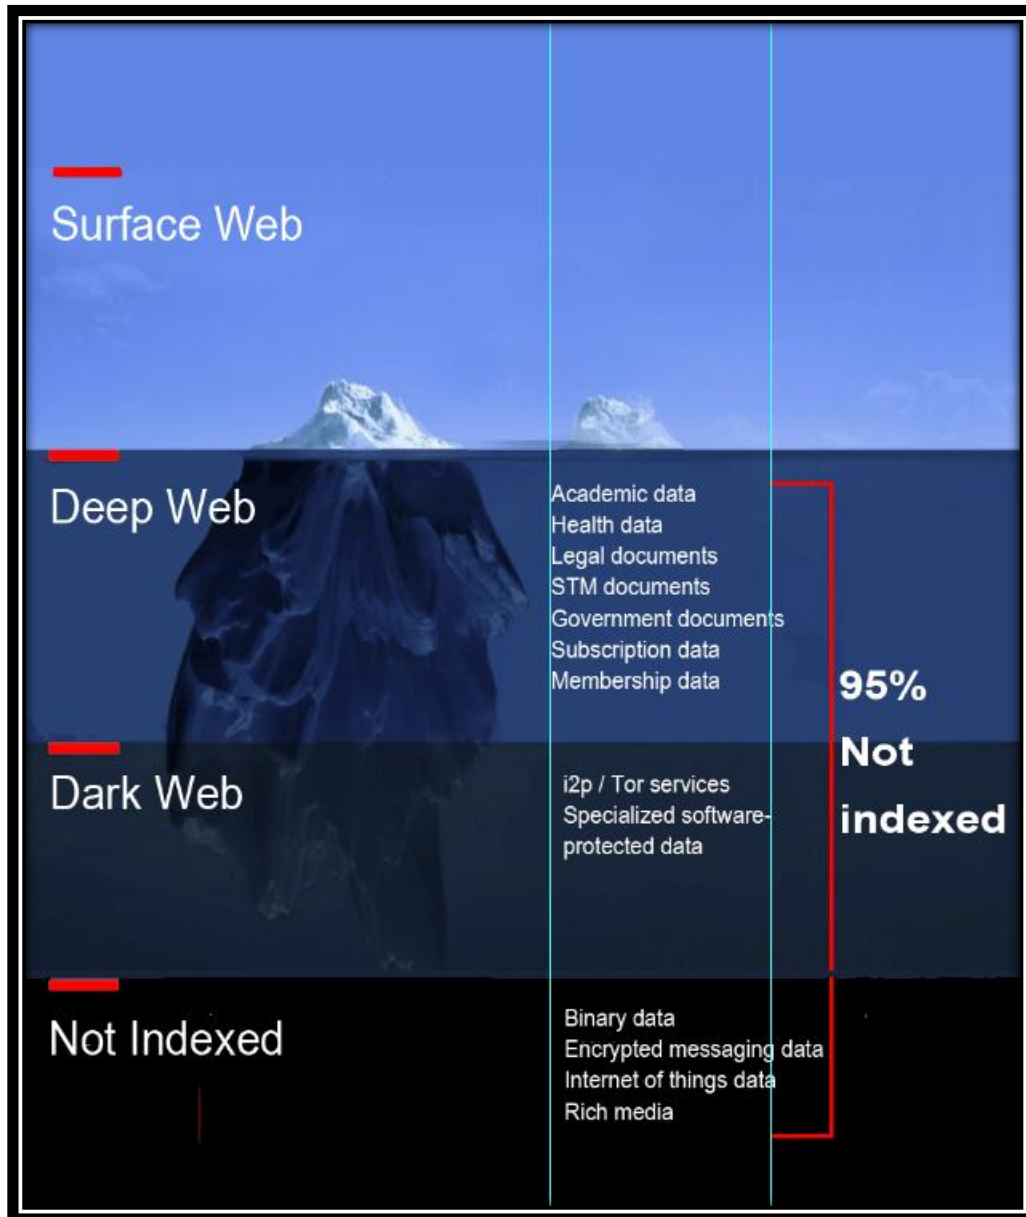 Surface Web
Deep Web
Academic data
Health data
Legal documents
STM documents
Government documents
Subscription data
Membership data
95%
Not
indexed
Dark Web
i2p / Tor services
Specialized software-
protected data
Not Indexed
Binary data
Encrypted messaging data
Internet of things data
Rich media